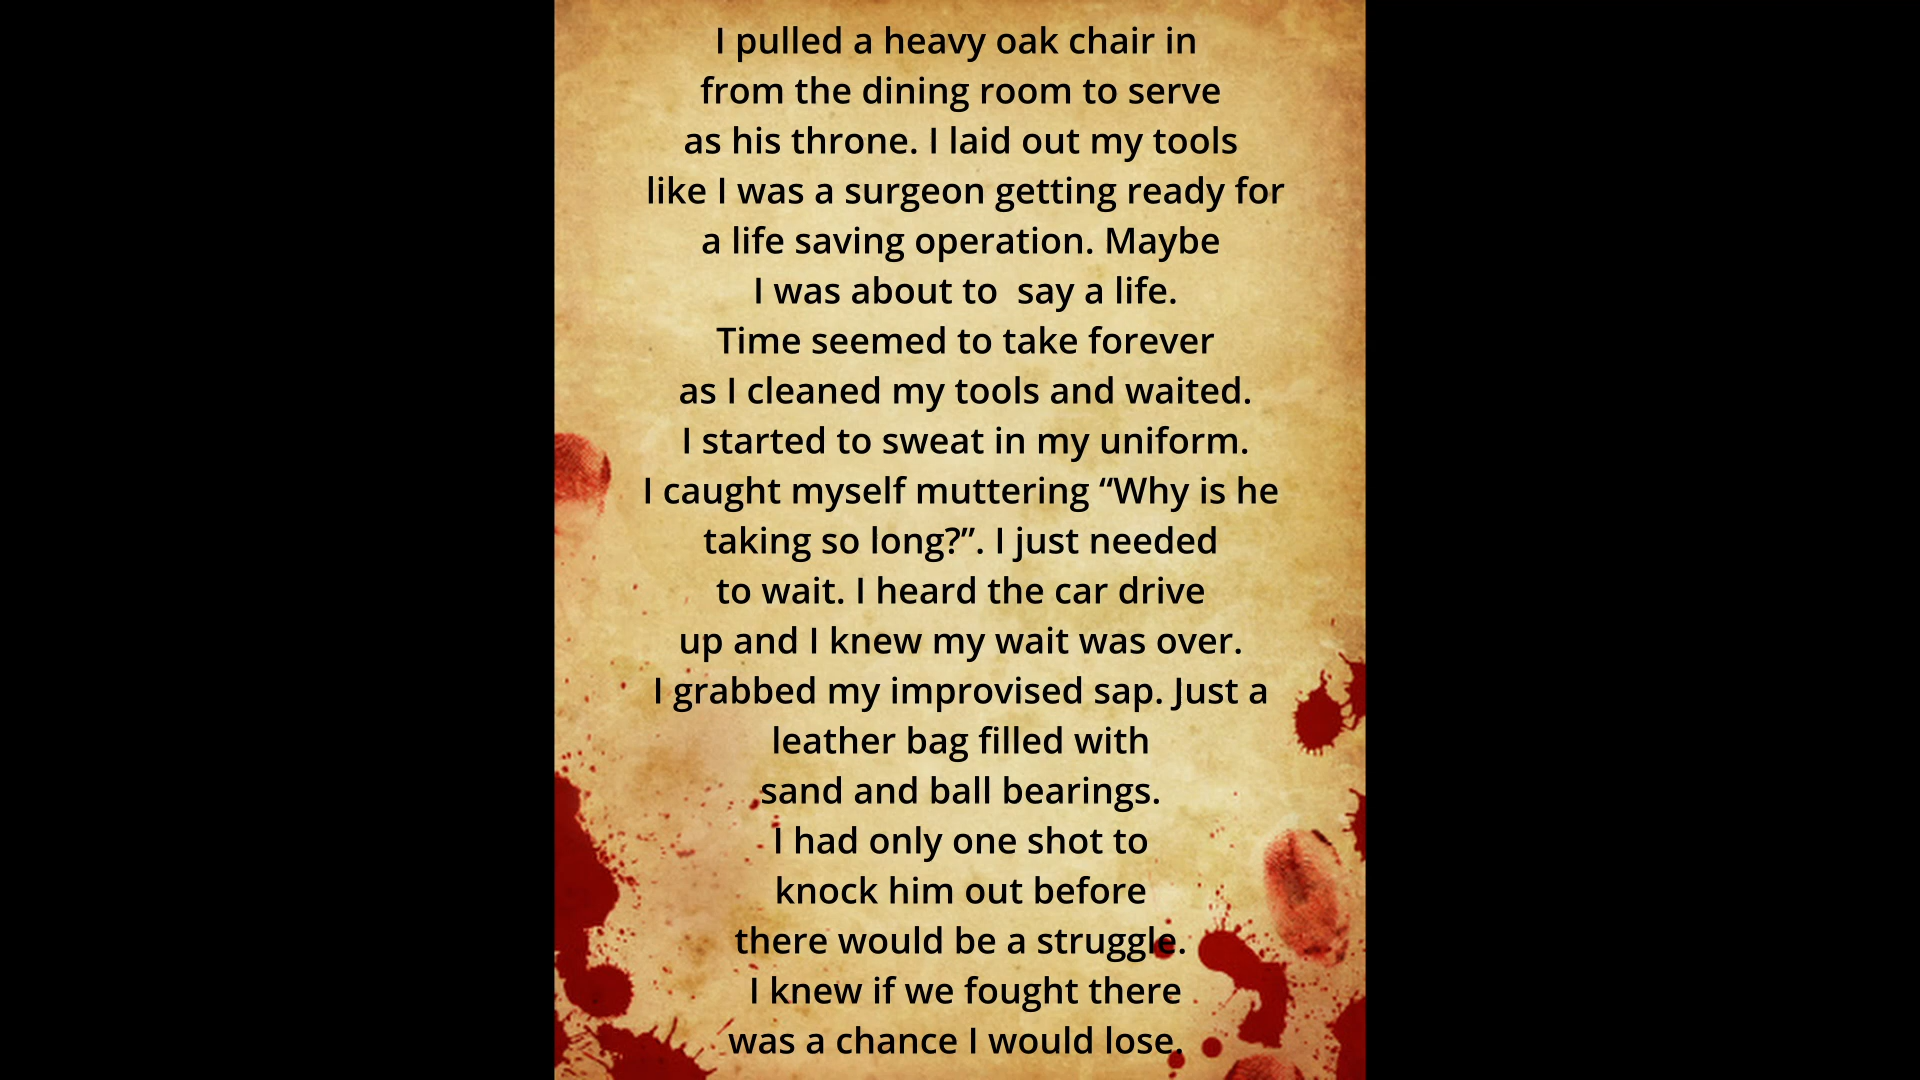 I pulled a heavy oak chair in
from the dining room to serve
as his throne. I laid out my tools
like I was a surgeon getting ready for
a life saving operation. Maybe
I was about to  say a life.
Time seemed to take forever
as I cleaned my tools and waited.
I started to sweat in my uniform.
I caught myself muttering “Why is he
taking so long?”. I just needed
to wait. I heard the car drive
up and I knew my wait was over.
I grabbed my improvised sap. Just a
leather bag filled with
sand and ball bearings.
I had only one shot to
knock him out before
there would be a struggle.
I knew if we fought there
was a chance I would lose.